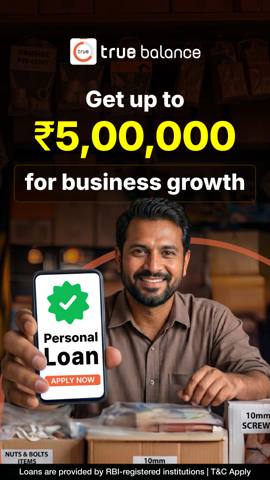 true
true balance
Get up to
₹5,00,000
for business growth
Personal
Loan
APPLY NOW
NUTS & BOLTS
ITEMS
10mm
10mm
SCREW
Loans are provided by RBI-registered institutions | T&C Apply